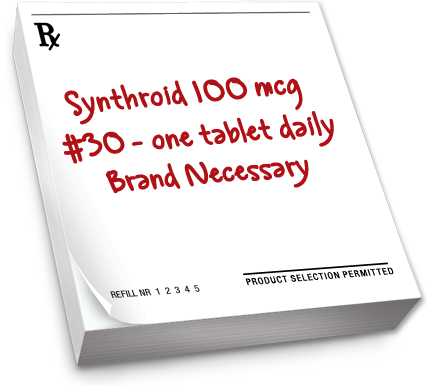 Rx
Synthroid 100 mcg
#30 - one tablet daily
Brand Necessary
REFILL NR 1 2 3 4 5
PRODUCT SELECTION PERMITTED